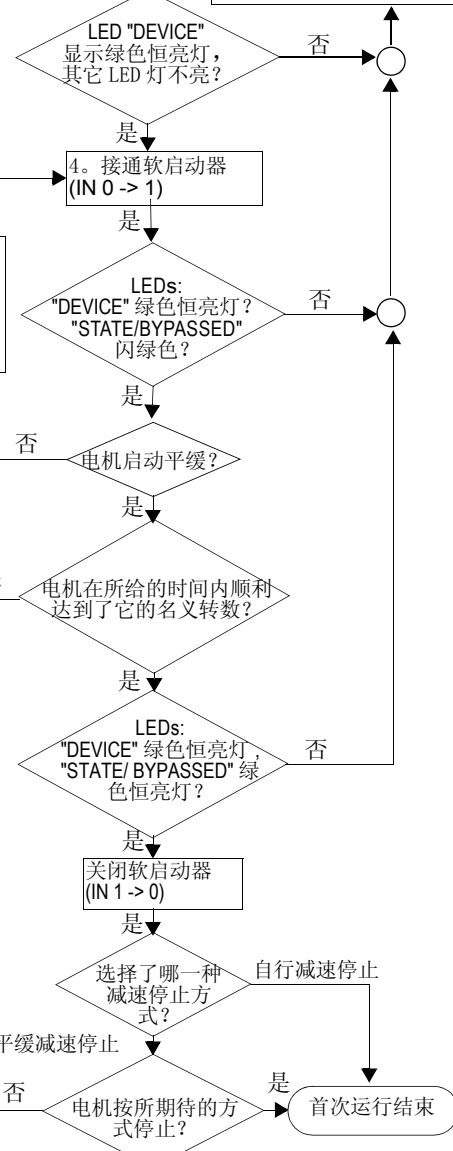 LED "DEVICE"
显示绿色恒亮灯，
其它 LED 灯不亮？
否
是
4。接通软启动器
(IN 0 -> 1)
是
LEDs:
"DEVICE" 绿色恒亮灯？
"STATE/BYPASSED"
闪绿色？
否
是
否
电机启动平缓？
是
电机在所给的时间内顺利
达到了它的名义转数？
是
LEDs:
"DEVICE" 绿色恒亮灯，
"STATE/ BYPASSED" 绿
色恒亮灯？
否
是
关闭软启动器
(IN 1 -> 0)
是
选择了哪一种
减速停止方
式？
自行减速停止
平缓减速停止
否
电机按所期待的方
式停止？
是
首次运行结束